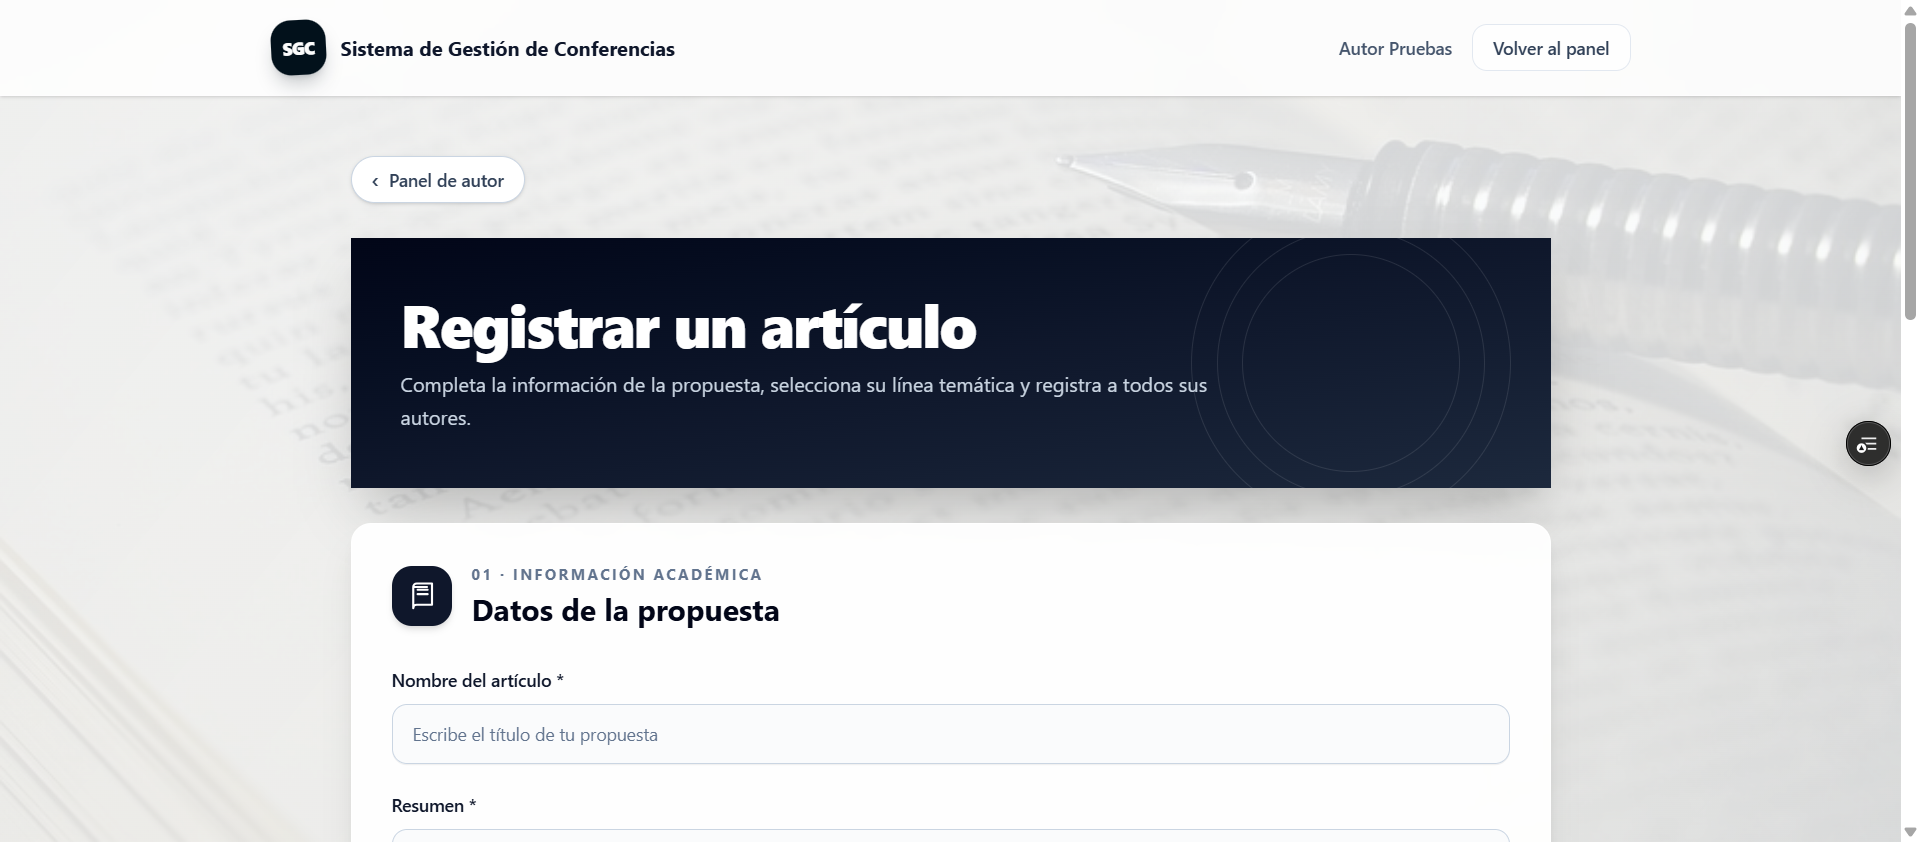 SGC
Sistema de Gestión de Conferencias
Autor Pruebas
Volver al panel
‹ Panel de autor
Registrar un artículo
Completa la información de la propuesta, selecciona su línea temática y registra a todos sus
autores.
01 · INFORMACIÓN ACADÉMICA
Datos de la propuesta
Nombre del artículo *
Escribe el título de tu propuesta
Resumen *